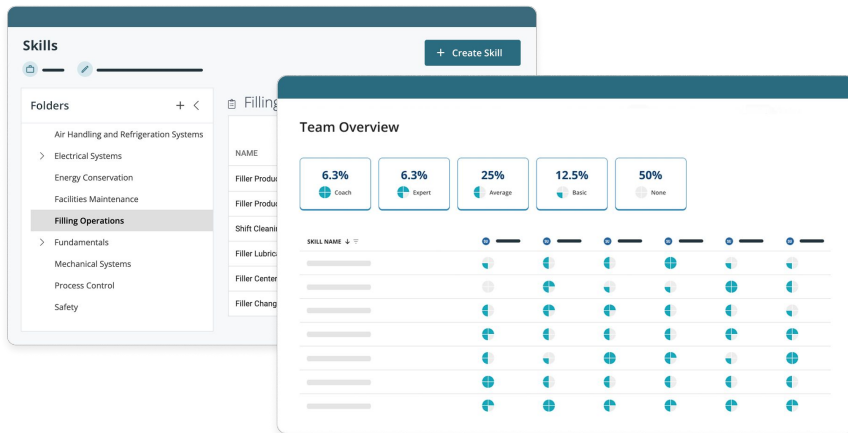 Skills
+ Create Skill
Folders
Air Handling and Refrigeration Systems
Electrical Systems
Energy Conservation
Facilities Maintenance
Filling Operations
Fundamentals
Mechanical Systems
Process Control
Safety
Filling
NAME
Filler Produ
Filler Produ
Shift Cleani
Filler Lubric
Filler Center
Filler Chang
Team Overview
6.3% 6.3% 25% 12.5% 50%
Coach Expert Average Basic None
SKILL NAME